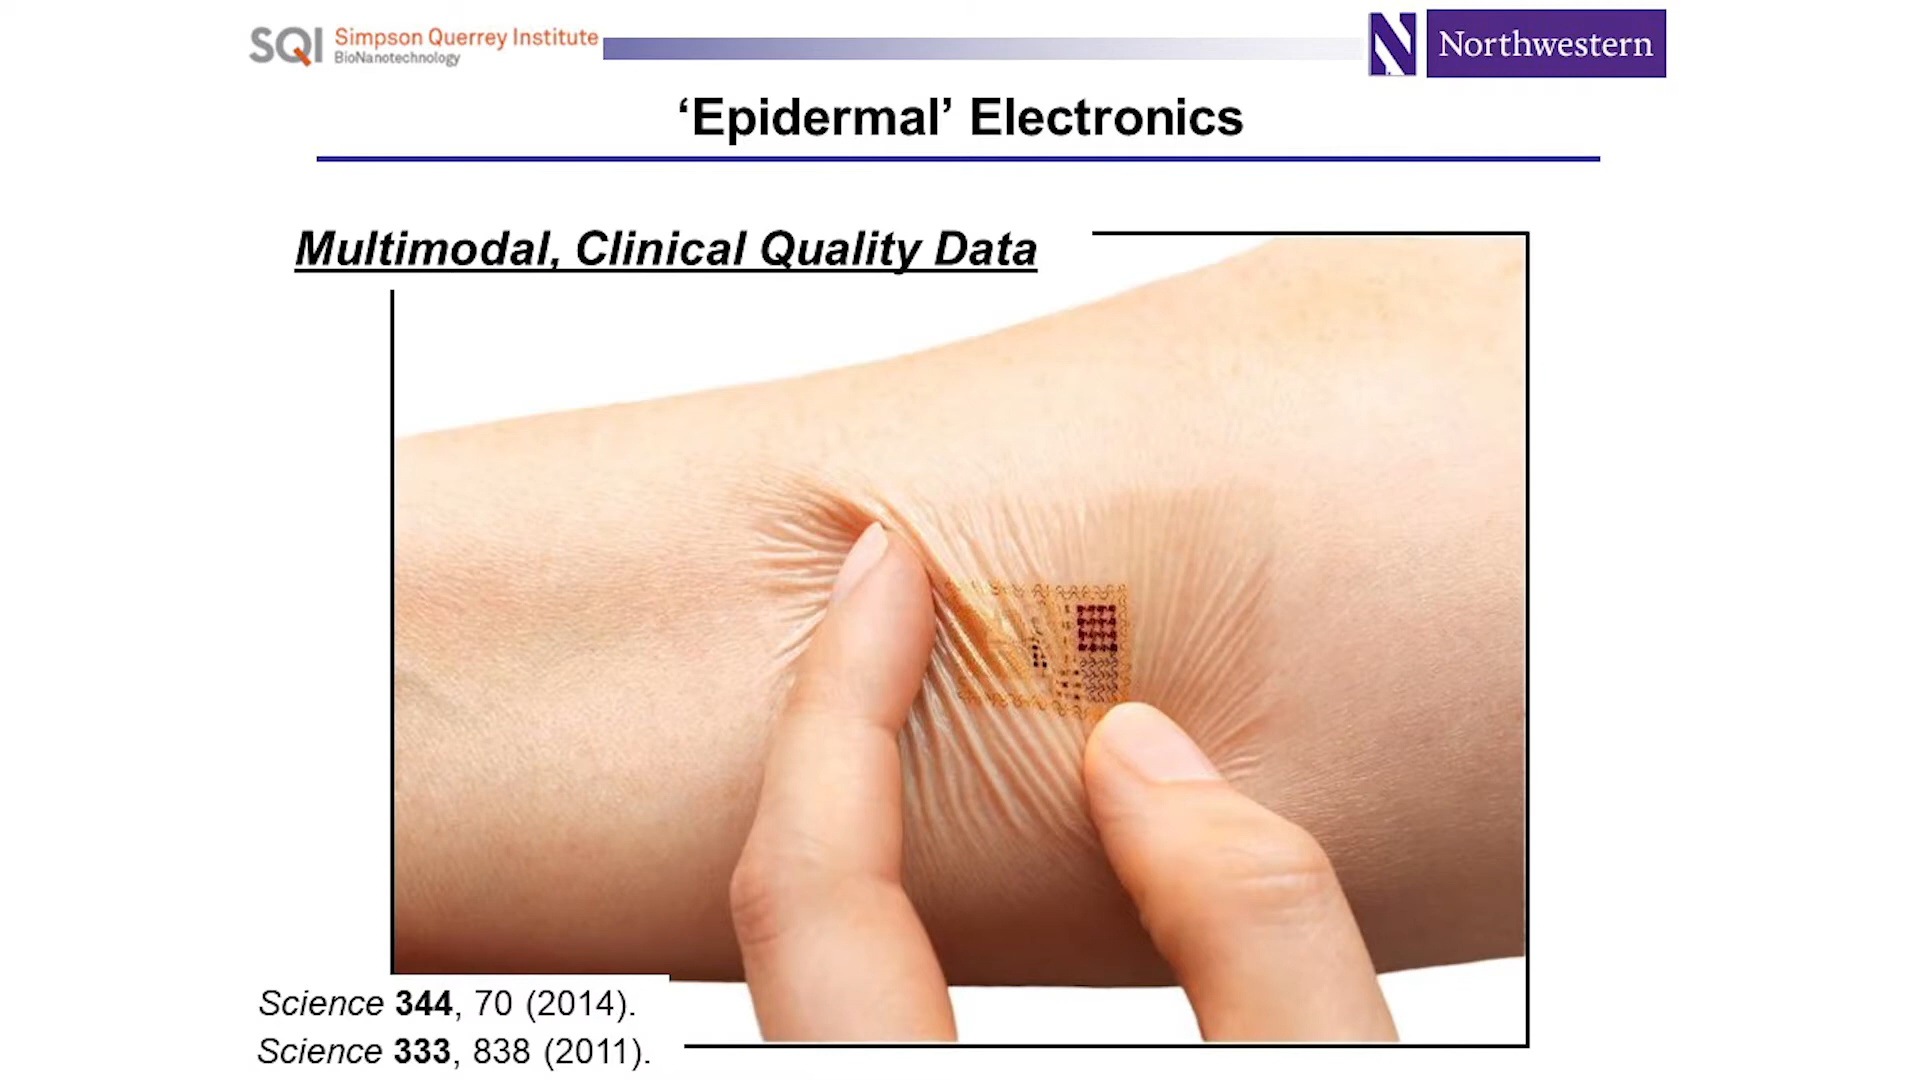 SQI Simpson Querrey Institute
BioNanotechnology
N Northwestern
‘Epidermal’ Electronics
Multimodal, Clinical Quality Data
Science 344, 70 (2014).
Science 333, 838 (2011).